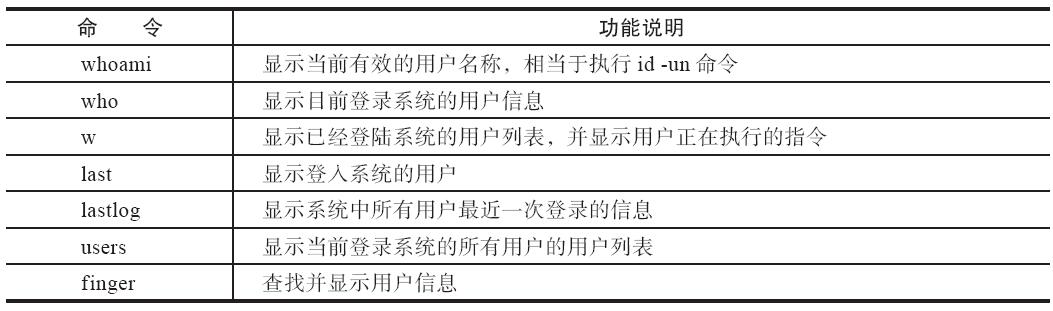 命 令 功能说明
whoami 显示当前有效的用户名称，相当于执行 id -un 命令
who 显示目前登录系统的用户信息
w 显示已经登陆系统的用户列表，并显示用户正在执行的指令
last 显示登入系统的用户
lastlog 显示系统中所有用户最近一次登录的信息
users 显示当前登录系统的所有用户的用户列表
finger 查找并显示用户信息